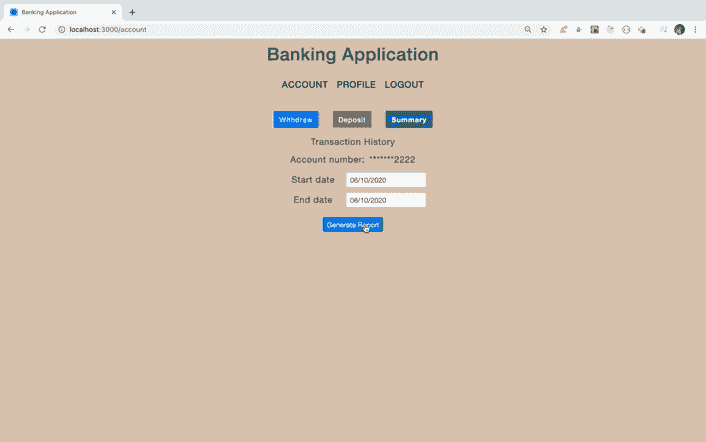 Banking Application
localhost:3000/account
Banking Application
ACCOUNT PROFILE LOGOUT
Withdraw Deposit Summary
Transaction History
Account number: *******2222
Start date 06/10/2020
End date 06/10/2020
Generate Report